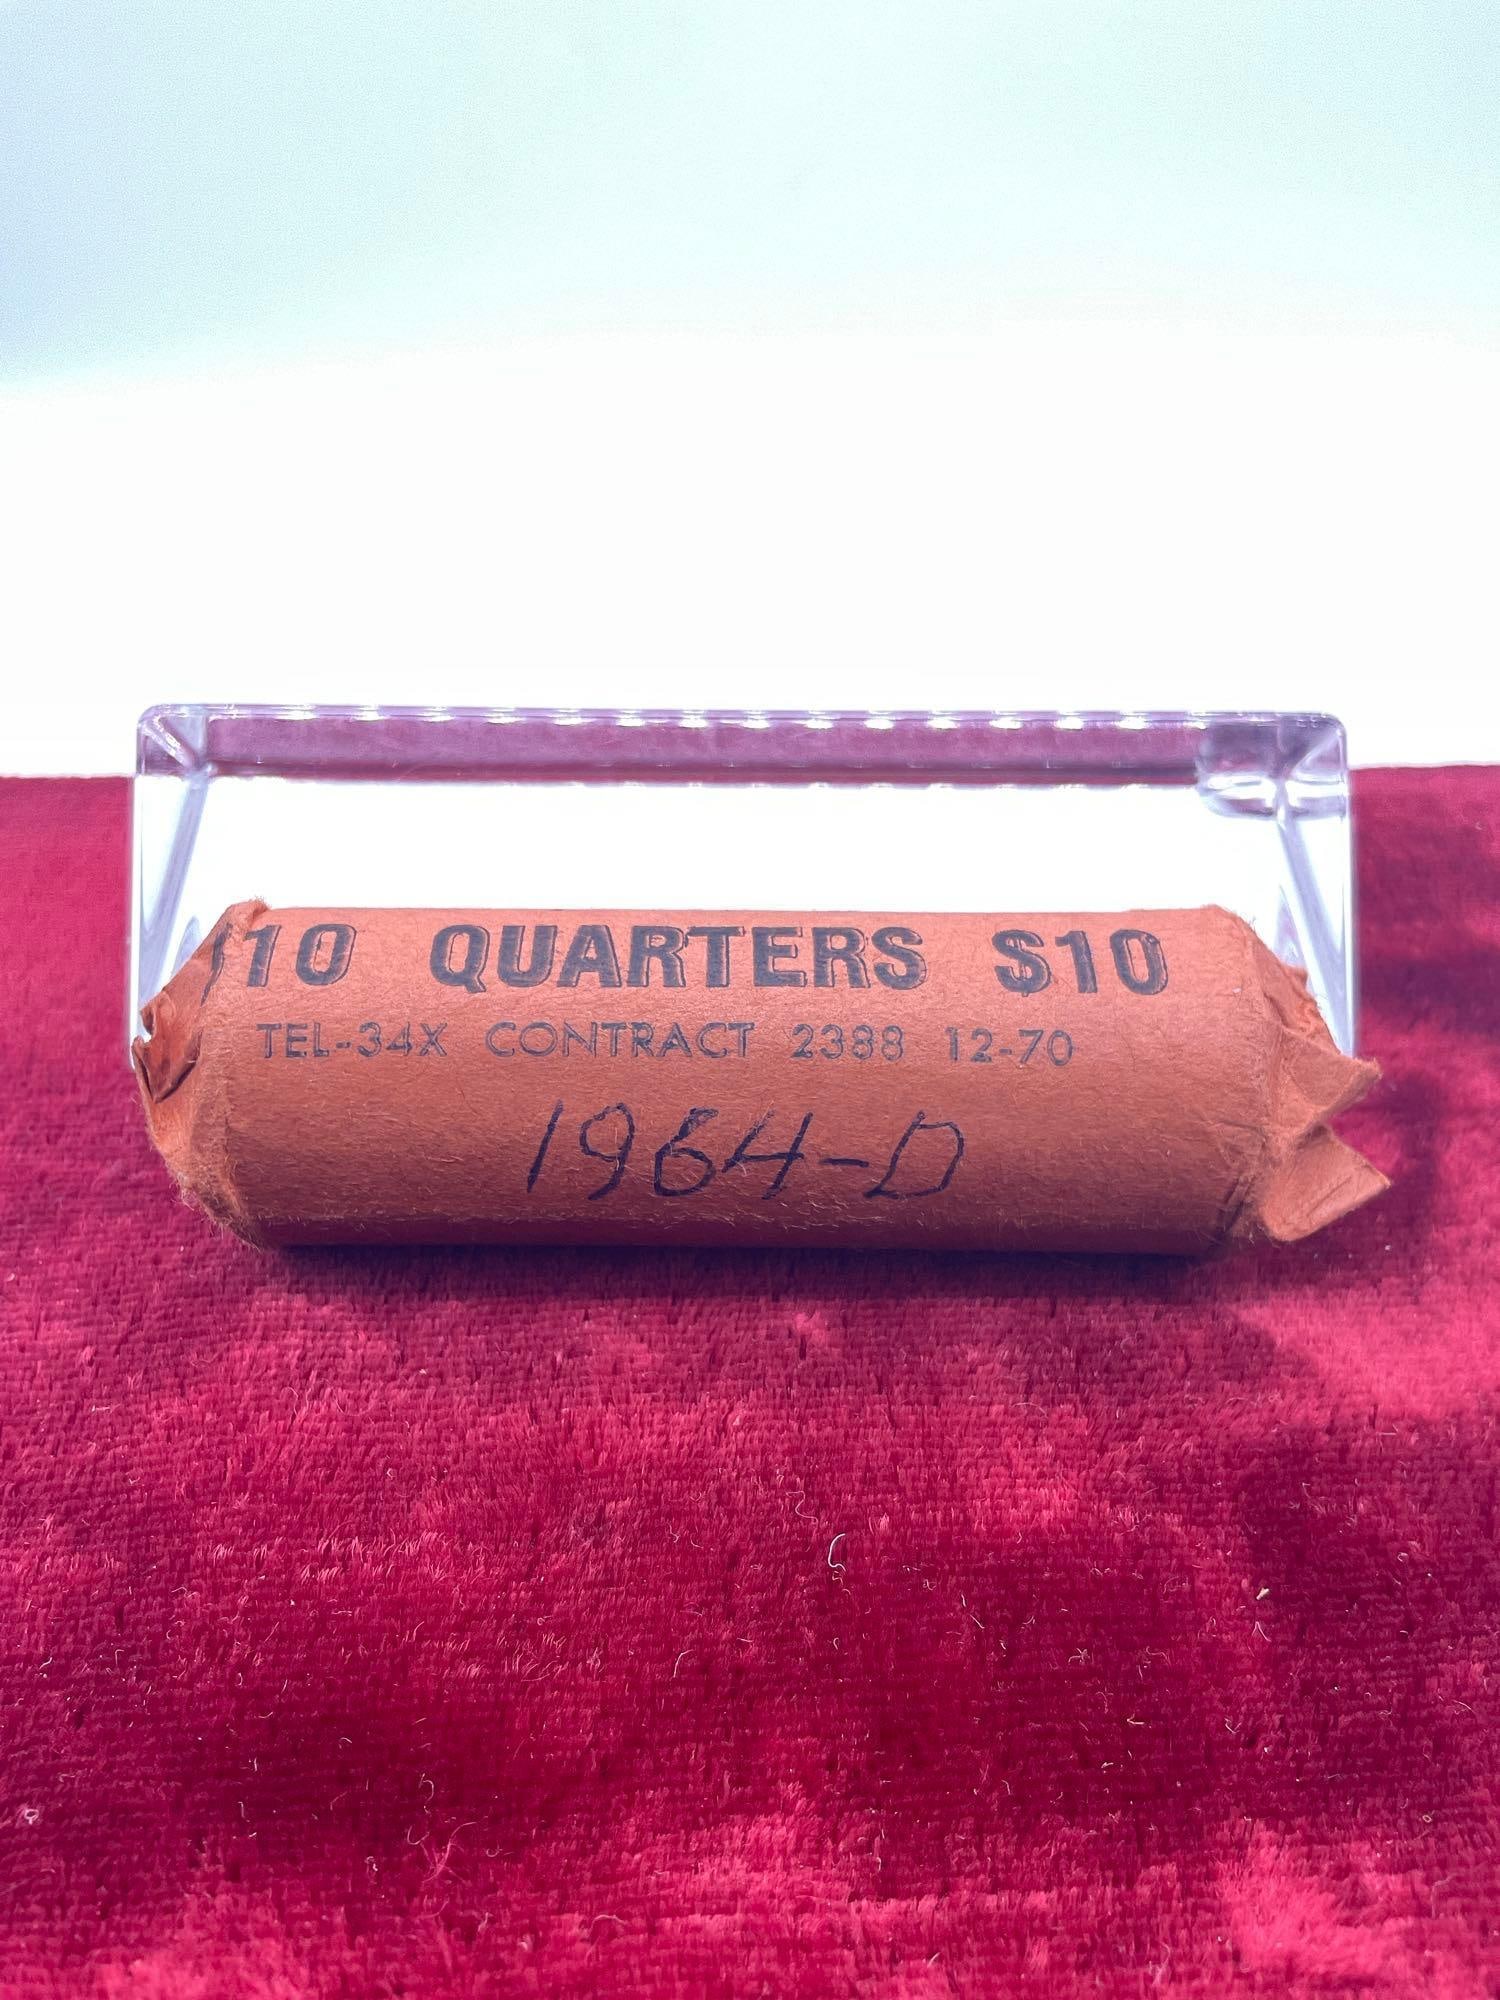 $10 QUARTERS $10
TEL-34X CONTRACT 2388 12-70
1964-D